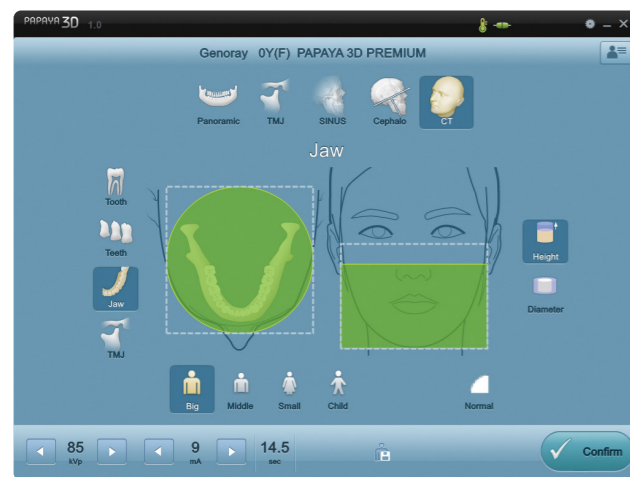 PAPAYA 3D 1.0
Genoray 0Y(F) PAPAYA 3D PREMIUM
Panoramic TMJ SINUS Cephalo CT
Jaw
Tooth
Teeth
Jaw
TMJ
Height
Diameter
Big Middle Small Child Normal
85 kVp 9 mA 14.5 sec
Confirm